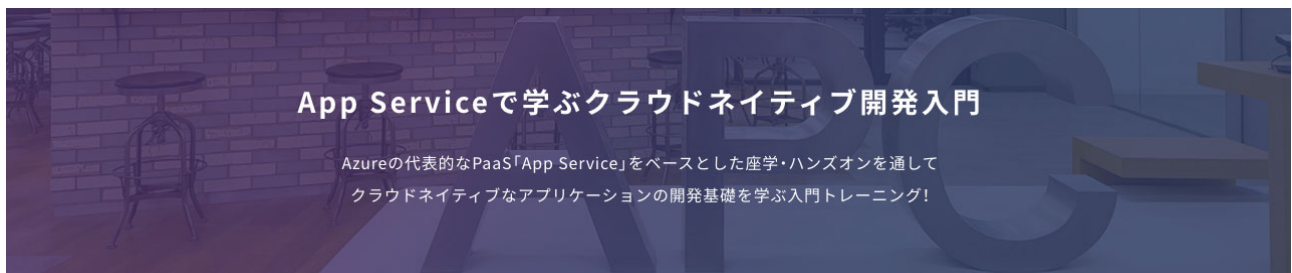 App Serviceで学ぶクラウドネイティブ開発入門
Azureの代表的なPaaS「App Service」をベースとした座学・ハンズオンを通して
クラウドネイティブなアプリケーションの開発基礎を学ぶ入門トレーニング!
APC